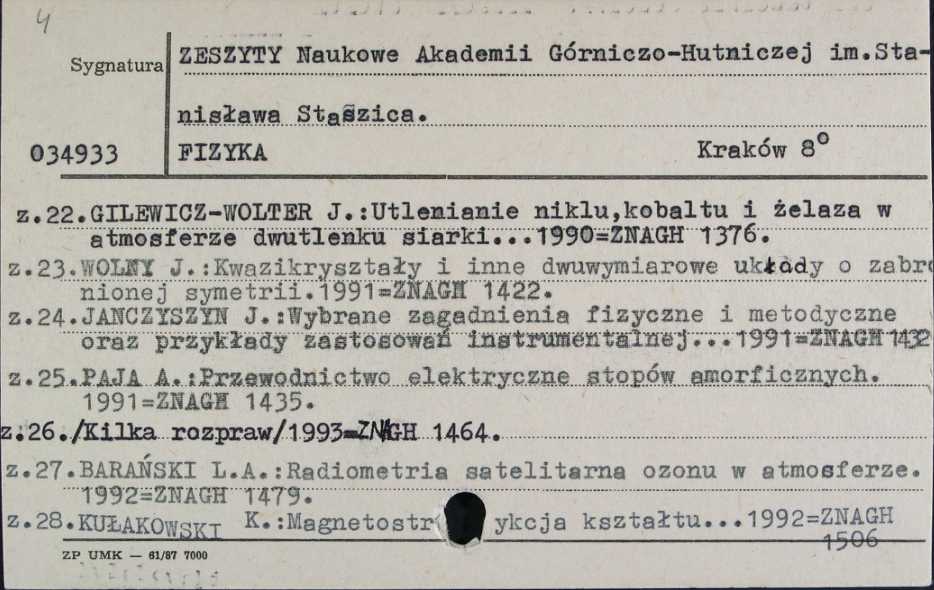 4
Sygnatura
ZESZYTY Naukowe Akademii Górniczo-Hutniczej im.Sta-
nisława Staszica.
034933 FIZYKA Kraków 8°
z.22.GILEWICZ-WOLTER J.:Utlenianie niklu,kobaltu i żelaza w
atmosferze dwutlenku siarki...1990=ZNAGH 1376.
z.23.WOLNY J.:Kwazikryształy i inne dwuwymiarowe układy o zabro
nionej symetrii.1991=ZNAGH 1422.
z.24.JANCZYSZYN J.:Wybrane zagadnienia fizyczne i metodyczne
oraz przykłady zastosowań instrumentalnej...1991=ZNAGH 1432
z.25.PAJA A.:Przewodnictwo elektryczne stopów amorficznych.
1991=ZNAGH 1435.
z.26./Kilka rozpraw/1993=ZNAGH 1464.
z.27.BARAŃSKI L.A.:Radiometria satelitarna ozonu w atmosferze.
1992=ZNAGH 1479.
z.28.KUŁAKOWSKI K.:Magnetostr ykcja kształtu...1992=ZNAGH
1506
ZP UMK — 61/87 7000